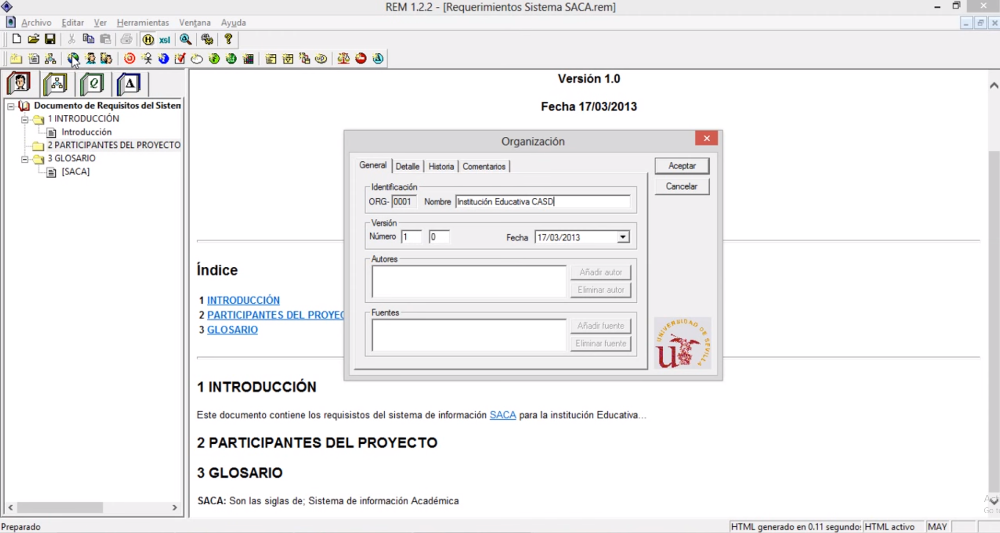 REM 1.2.2 - [Requerimientos Sistema SACA.rem]
Archivo Editar Ver Herramientas Ventana Ayuda
H xsl
Q A
Documento de Requisitos del Sistem
1 INTRODUCCIÓN
Introducción
2 PARTICIPANTES DEL PROYECTO
3 GLOSARIO
[SACA]
Versión 1.0
Fecha 17/03/2013
Organización
General Detalle Historia Comentarios
Aceptar
Cancelar
Identificación
ORG- 0001 Nombre Institución Educativa CASD
Versión
Número 1 0 Fecha 17/03/2013
Autores
Añadir autor
Eliminar autor
Fuentes
Añadir fuente
Eliminar fuente
UNIVERSIDAD DE SEVILLA
Índice
1 INTRODUCCIÓN
2 PARTICIPANTES DEL PROYEC
3 GLOSARIO
1 INTRODUCCIÓN
Este documento contiene los requisistos del sistema de información SACA para la institución Educativa...
2 PARTICIPANTES DEL PROYECTO
3 GLOSARIO
SACA: Son las siglas de; Sistema de información Académica
Go to
Preparado
HTML generado en 0.11 segundo: HTML activo MAY